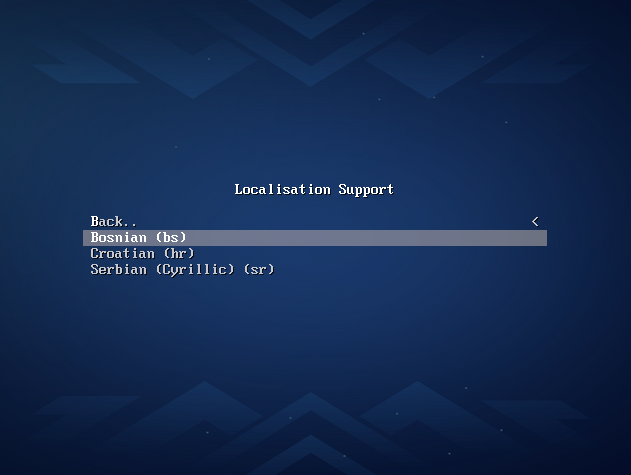 Localisation Support
Back.. <
Bosnian (bs)
Croatian (hr)
Serbian (Cyrillic) (sr)